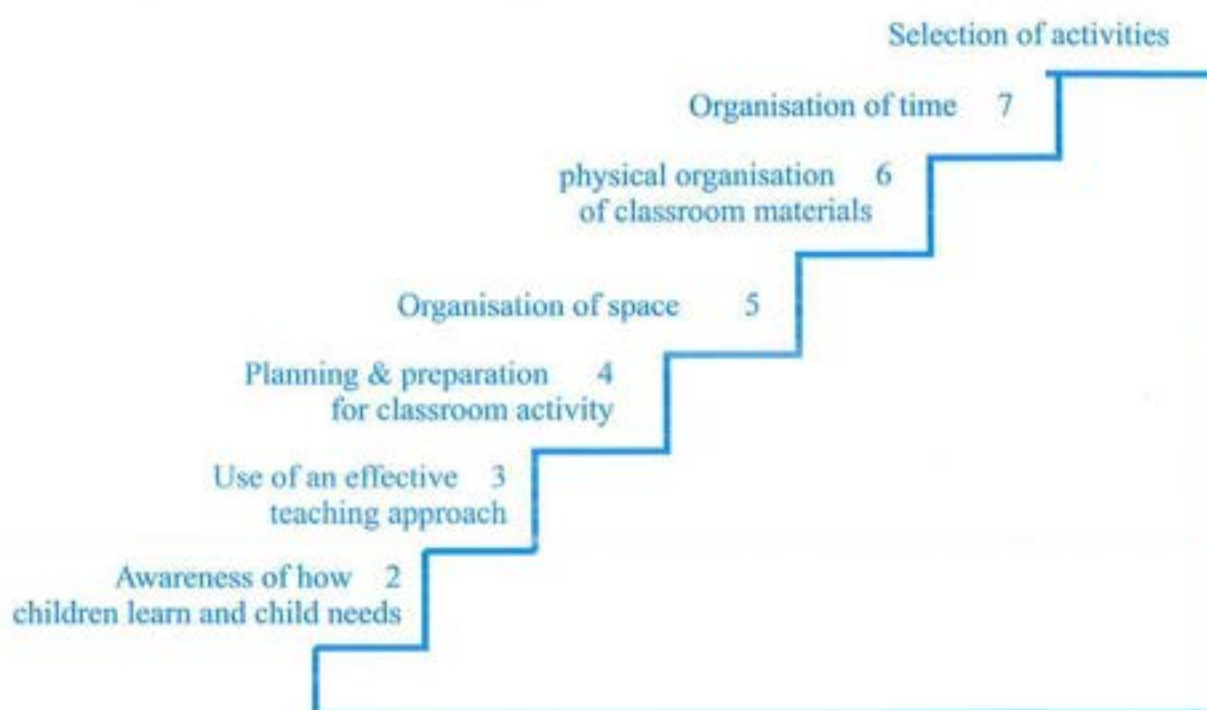 Selection of activities
Organisation of time 7
physical organisation 6
of classroom materials
Organisation of space 5
Planning & preparation 4
for classroom activity
Use of an effective 3
teaching approach
Awareness of how 2
children learn and child needs